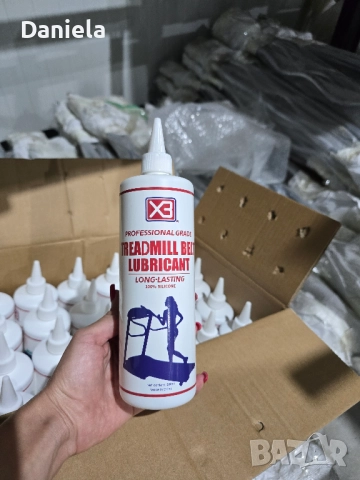 Daniela
X3
PROFESSIONAL GRADE
TREADMILL BELT
LUBRICANT
LONG-LASTING
100% SILICONE
BAZAR